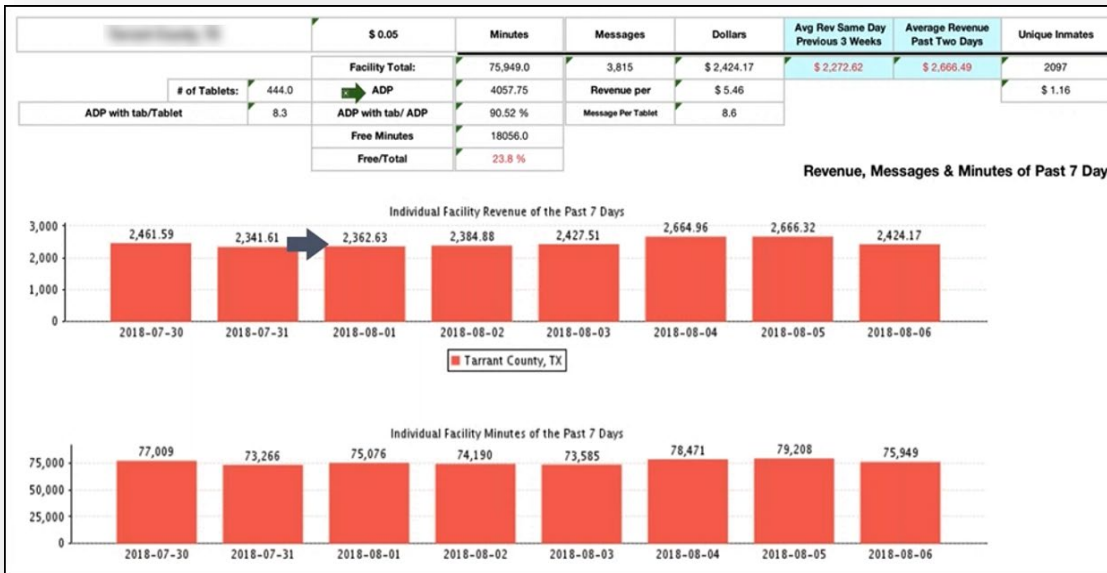 $ 0.05 Minutes Messages Dollars Avg Rev Same Day Previous 3 Weeks Average Revenue Past Two Days Unique Inmates
Facility Total: 75,949.0 3,815 $ 2,424.17 $ 2,272.62 $ 2,666.49 2097
# of Tablets: 444.0 ADP 4057.75 Revenue per $ 5.46 $ 1.16
ADP with tab/Tablet 8.3 ADP with tab/ ADP 90.52 % Message Per Tablet 8.6
Free Minutes 18056.0
Free/Total 23.8 %
Revenue, Messages & Minutes of Past 7 Day
Individual Facility Revenue of the Past 7 Days
3,000
2,000
1,000
0
2,461.59 2,341.61 2,362.63 2,384.88 2,427.51 2,664.96 2,666.32 2,424.17
2018-07-30 2018-07-31 2018-08-01 2018-08-02 2018-08-03 2018-08-04 2018-08-05 2018-08-06
Tarrant County, TX
Individual Facility Minutes of the Past 7 Days
75,000
50,000
25,000
0
77,009 73,266 75,076 74,190 73,585 78,471 79,208 75,949
2018-07-30 2018-07-31 2018-08-01 2018-08-02 2018-08-03 2018-08-04 2018-08-05 2018-08-06